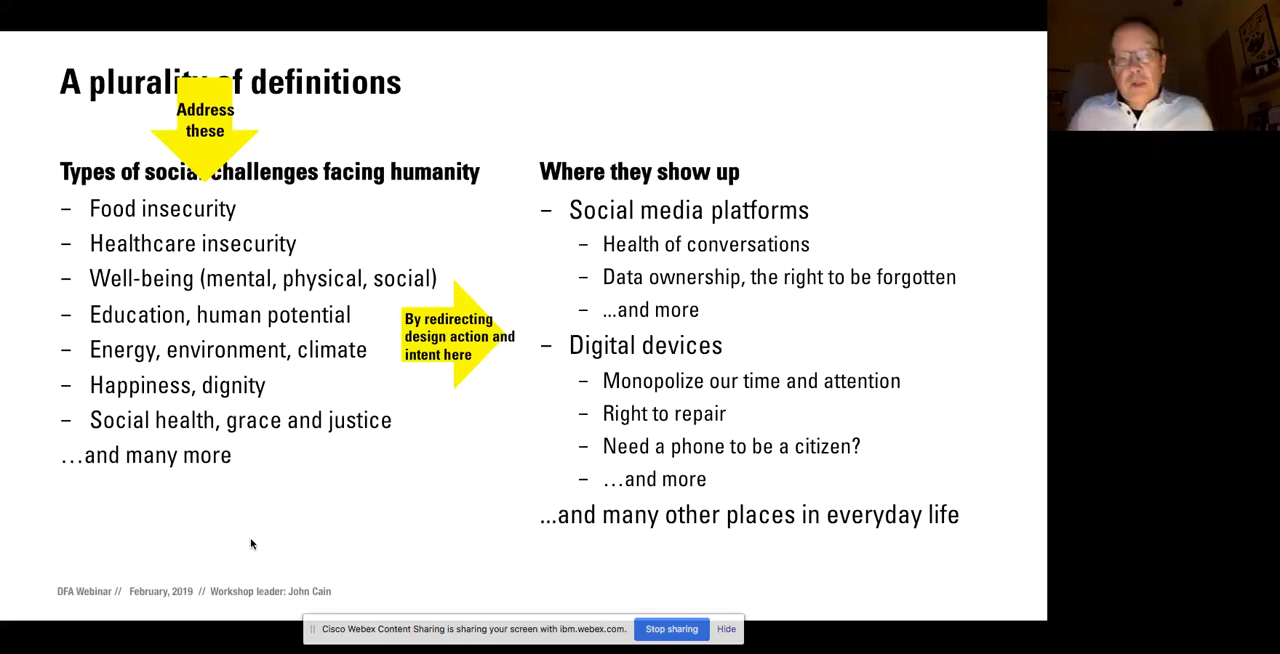 A plurality of definitions
Address
these
Types of social challenges facing humanity
– Food insecurity
– Healthcare insecurity
– Well-being (mental, physical, social)
– Education, human potential
– Energy, environment, climate
– Happiness, dignity
– Social health, grace and justice
…and many more
By redirecting
design action and
intent here
Where they show up
– Social media platforms
– Health of conversations
– Data ownership, the right to be forgotten
– ...and more
– Digital devices
– Monopolize our time and attention
– Right to repair
– Need a phone to be a citizen?
– …and more
...and many other places in everyday life
DFA Webinar // February, 2019 // Workshop leader: John Cain
Cisco Webex Content Sharing is sharing your screen with ibm.webex.com. Stop sharing Hide